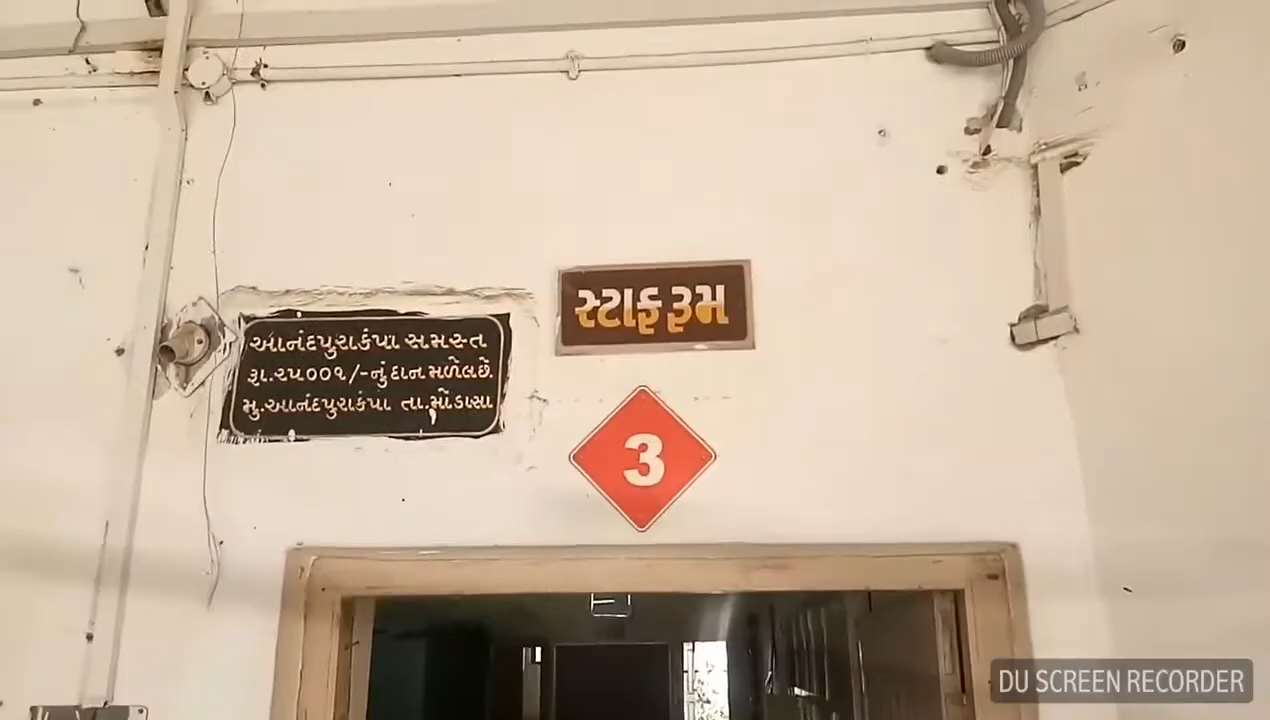 સ્ટાફ રૂમ
આનંદપુરાકંપા સમસ્ત
રૂા.૨૫૦૦૧/-નું દાન મળેલ છે.
મુ.આનંદપુરાકંપા તા.મોડાસા
3
DU SCREEN RECORDER